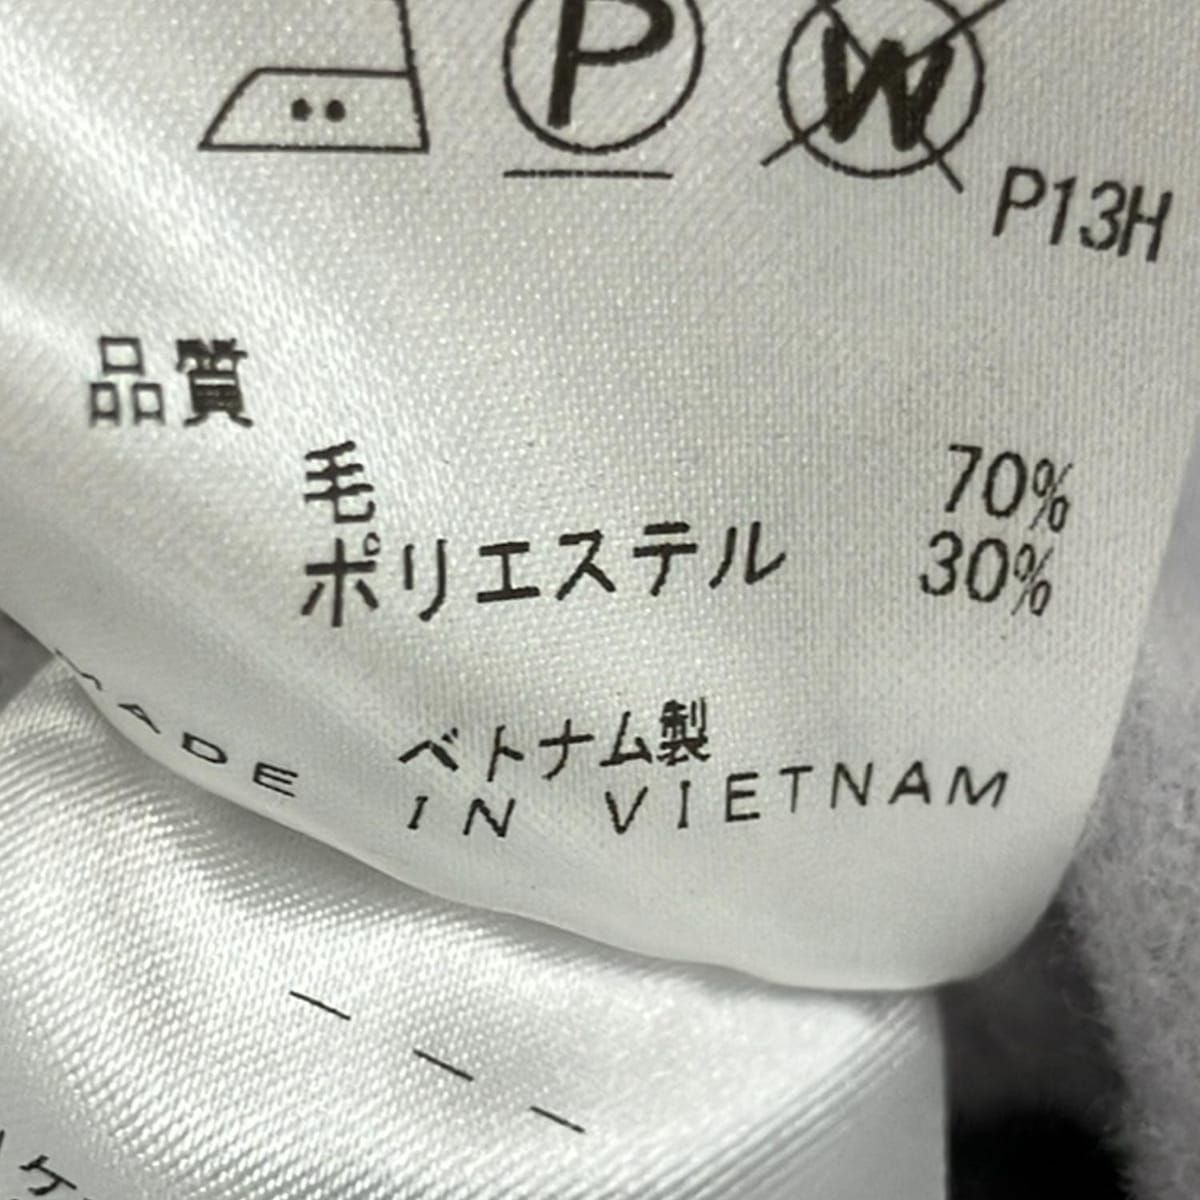 P W
P13H
品質
毛 70%
ポリエステル 30%
ベトナム製
MADE IN VIETNAM